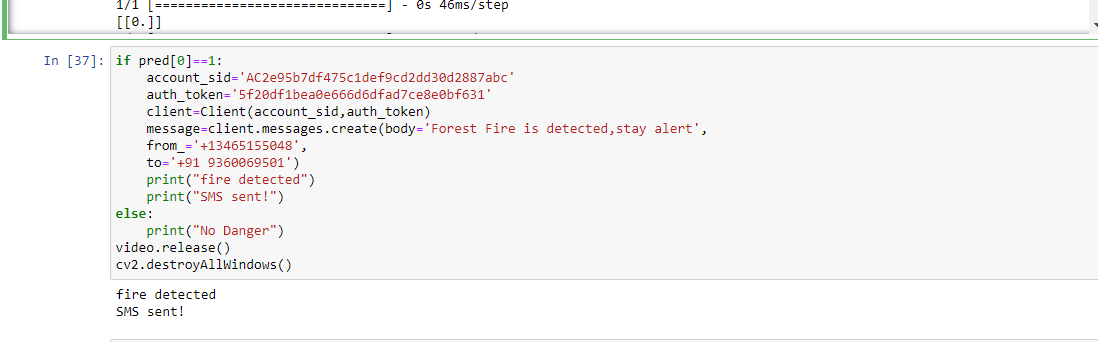 1/1 [==============================] - 0s 46ms/step
[[0.]]
In [37]: if pred[0]==1:
    account_sid='AC2e95b7df475c1def9cd2dd30d2887abc'
    auth_token='5f20df1bea0e666d6dfad7ce8e0bf631'
    client=Client(account_sid,auth_token)
    message=client.messages.create(body='Forest Fire is detected,stay alert',
    from_='+13465155048',
    to='+91 9360069501')
    print("fire detected")
    print("SMS sent!")
else:
    print("No Danger")
video.release()
cv2.destroyAllWindows()
fire detected
SMS sent!